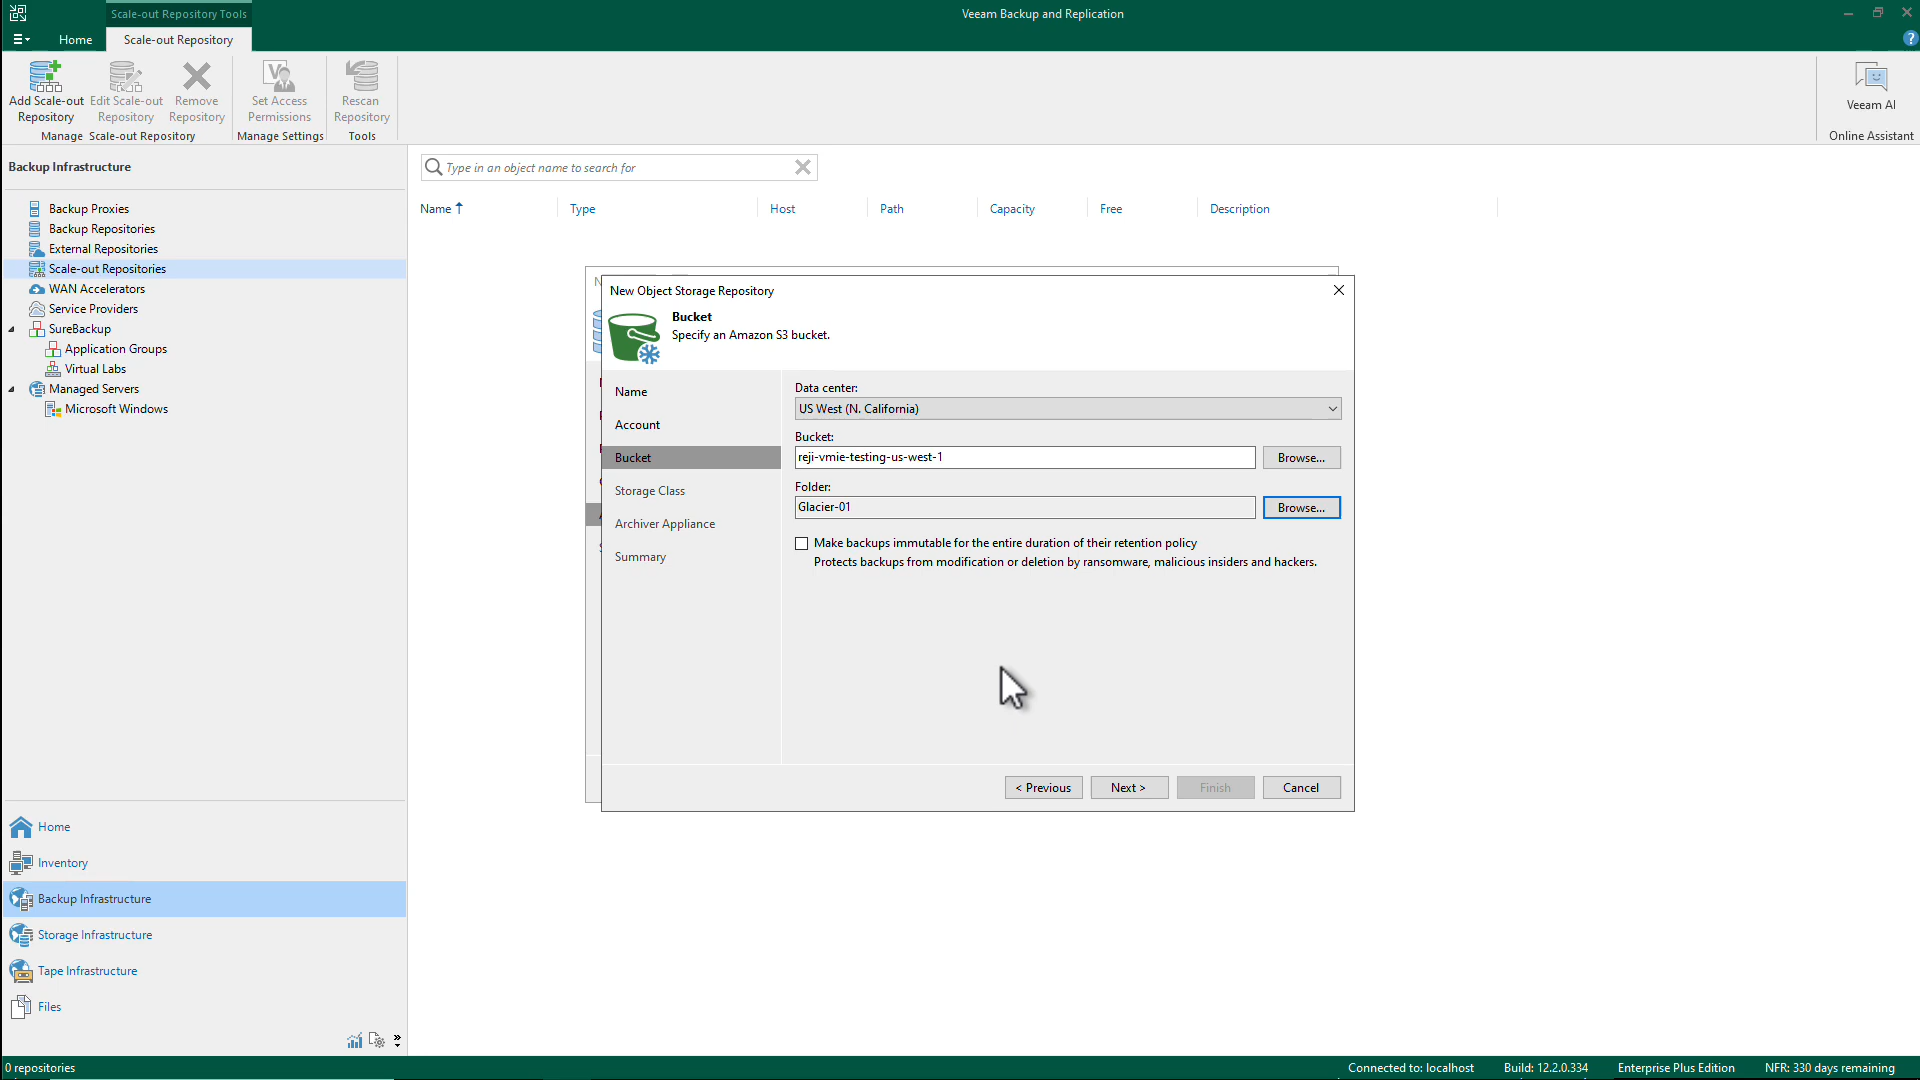 Scale-out Repository Tools
Veeam Backup and Replication
Home
Scale-out Repository
Add Scale-out Repository
Edit Scale-out Repository
Remove Repository
Set Access Permissions
Rescan Repository
Veeam AI
Manage Scale-out Repository
Manage Settings
Tools
Online Assistant
Backup Infrastructure
Type in an object name to search for
Backup Proxies
Backup Repositories
External Repositories
Scale-out Repositories
WAN Accelerators
Service Providers
SureBackup
Application Groups
Virtual Labs
Managed Servers
Microsoft Windows
Name
Type
Host
Path
Capacity
Free
Description
New Object Storage Repository
Bucket
Specify an Amazon S3 bucket.
Name
Account
Bucket
Storage Class
Archiver Appliance
Summary
Data center:
US West (N. California)
Bucket:
reji-vmie-testing-us-west-1
Browse...
Folder:
Glacier-01
Browse...
Make backups immutable for the entire duration of their retention policy
Protects backups from modification or deletion by ransomware, malicious insiders and hackers.
< Previous
Next >
Finish
Cancel
Home
Inventory
Backup Infrastructure
Storage Infrastructure
Tape Infrastructure
Files
0 repositories
Connected to: localhost
Build: 12.2.0.334
Enterprise Plus Edition
NFR: 330 days remaining